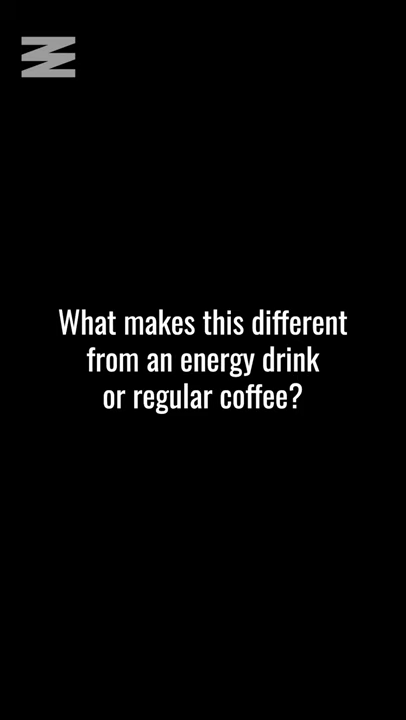 What makes this different
from an energy drink
or regular coffee?